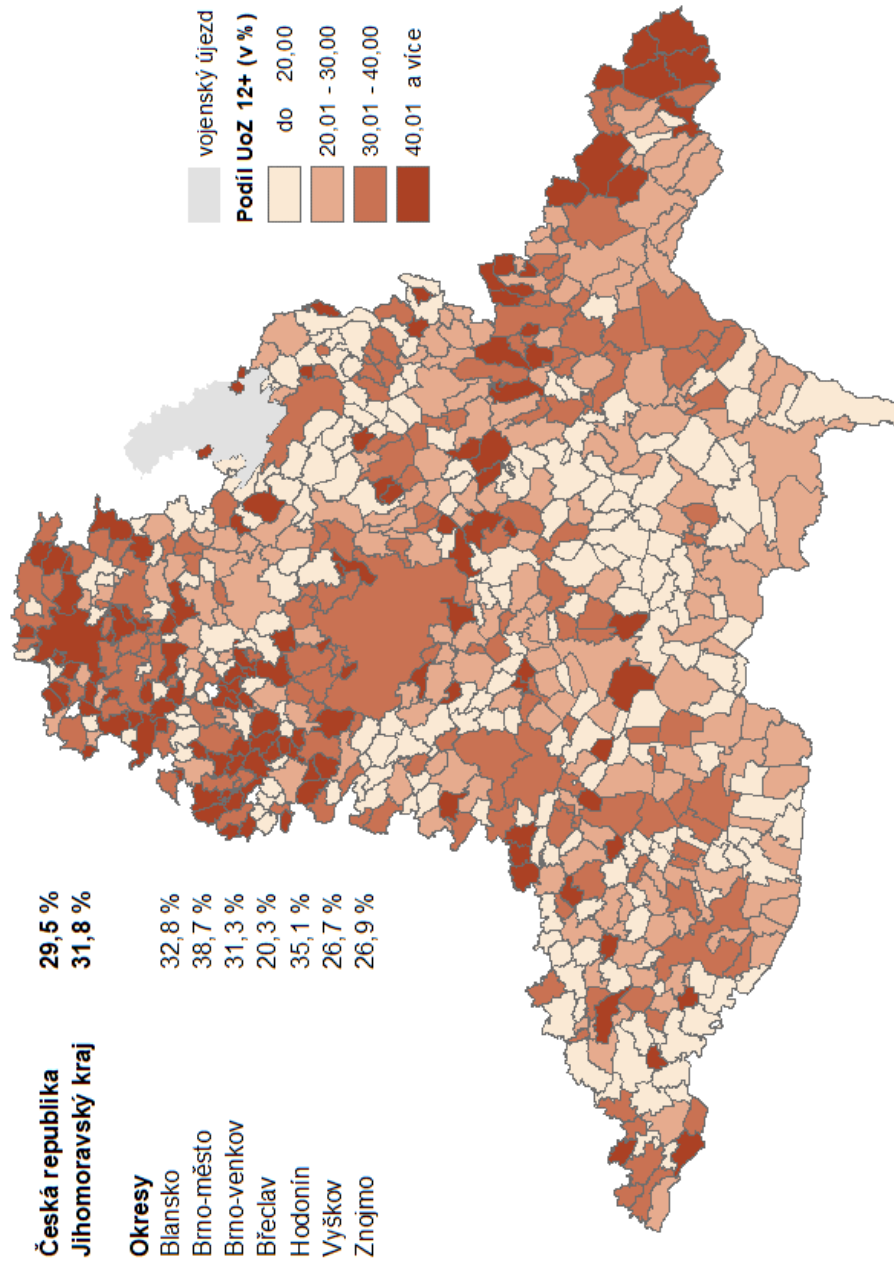 Česká republika 29,5 %
Jihomoravský kraj 31,8 %
Okresy
Blansko 32,8 %
Brno-město 38,7 %
Brno-venkov 31,3 %
Břeclav 20,3 %
Hodonín 35,1 %
Vyškov 26,7 %
Znojmo 26,9 %
vojenský újezd
Podíl UoZ 12+ (v %)
do 20,00
20,01 - 30,00
30,01 - 40,00
40,01 a více